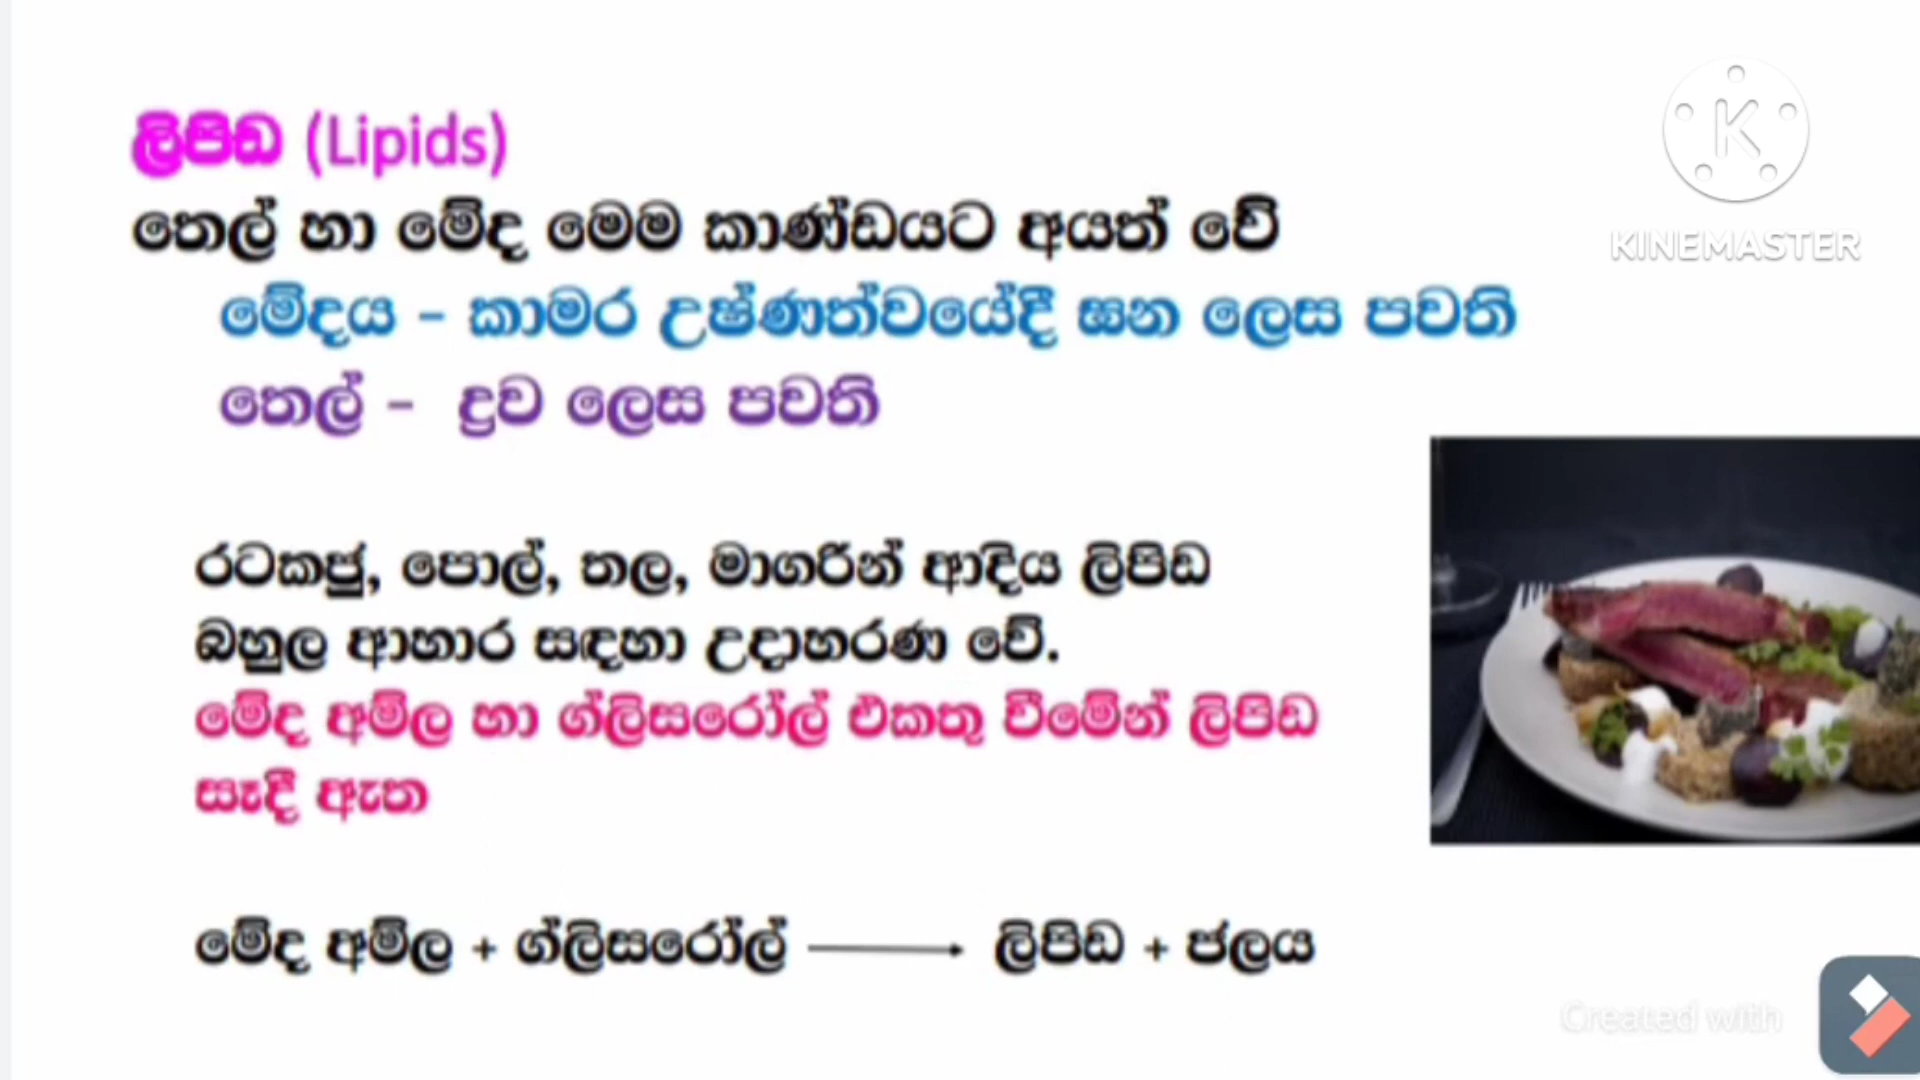 ලිපිඩ (Lipids)
තෙල් හා මේද මෙම කාණ්ඩයට අයත් වේ
මේදය – කාමර උෂ්ණත්වයේදී ඝන ලෙස පවතී
තෙල් – ද්‍රව ලෙස පවතී
රටකජු, පොල්, තල, මාගරින් ආදිය ලිපිඩ
බහුල ආහාර සඳහා උදාහරණ වේ.
මේද අම්ල හා ග්ලිසරෝල් එකතු වීමෙන් ලිපිඩ
සෑදී ඇත
මේද අම්ල + ග්ලිසරෝල් ⟶ ලිපිඩ + ජලය
KINEMASTER
Created with